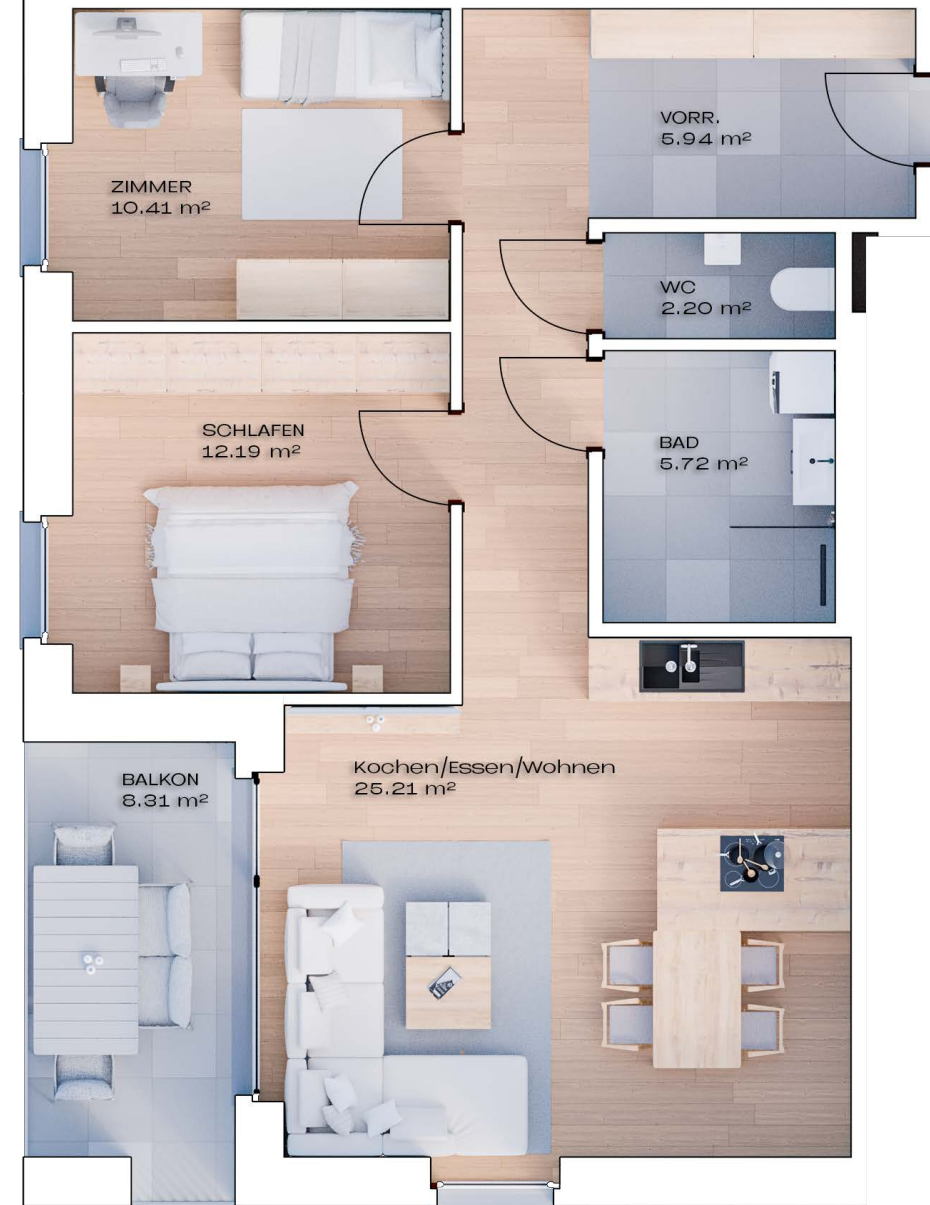 VORR.
5.94 m²
ZIMMER
10.41 m²
WC
2.20 m²
SCHLAFEN
12.19 m²
BAD
5.72 m²
Kochen/Essen/Wohnen
25.21 m²
BALKON
8.31 m²